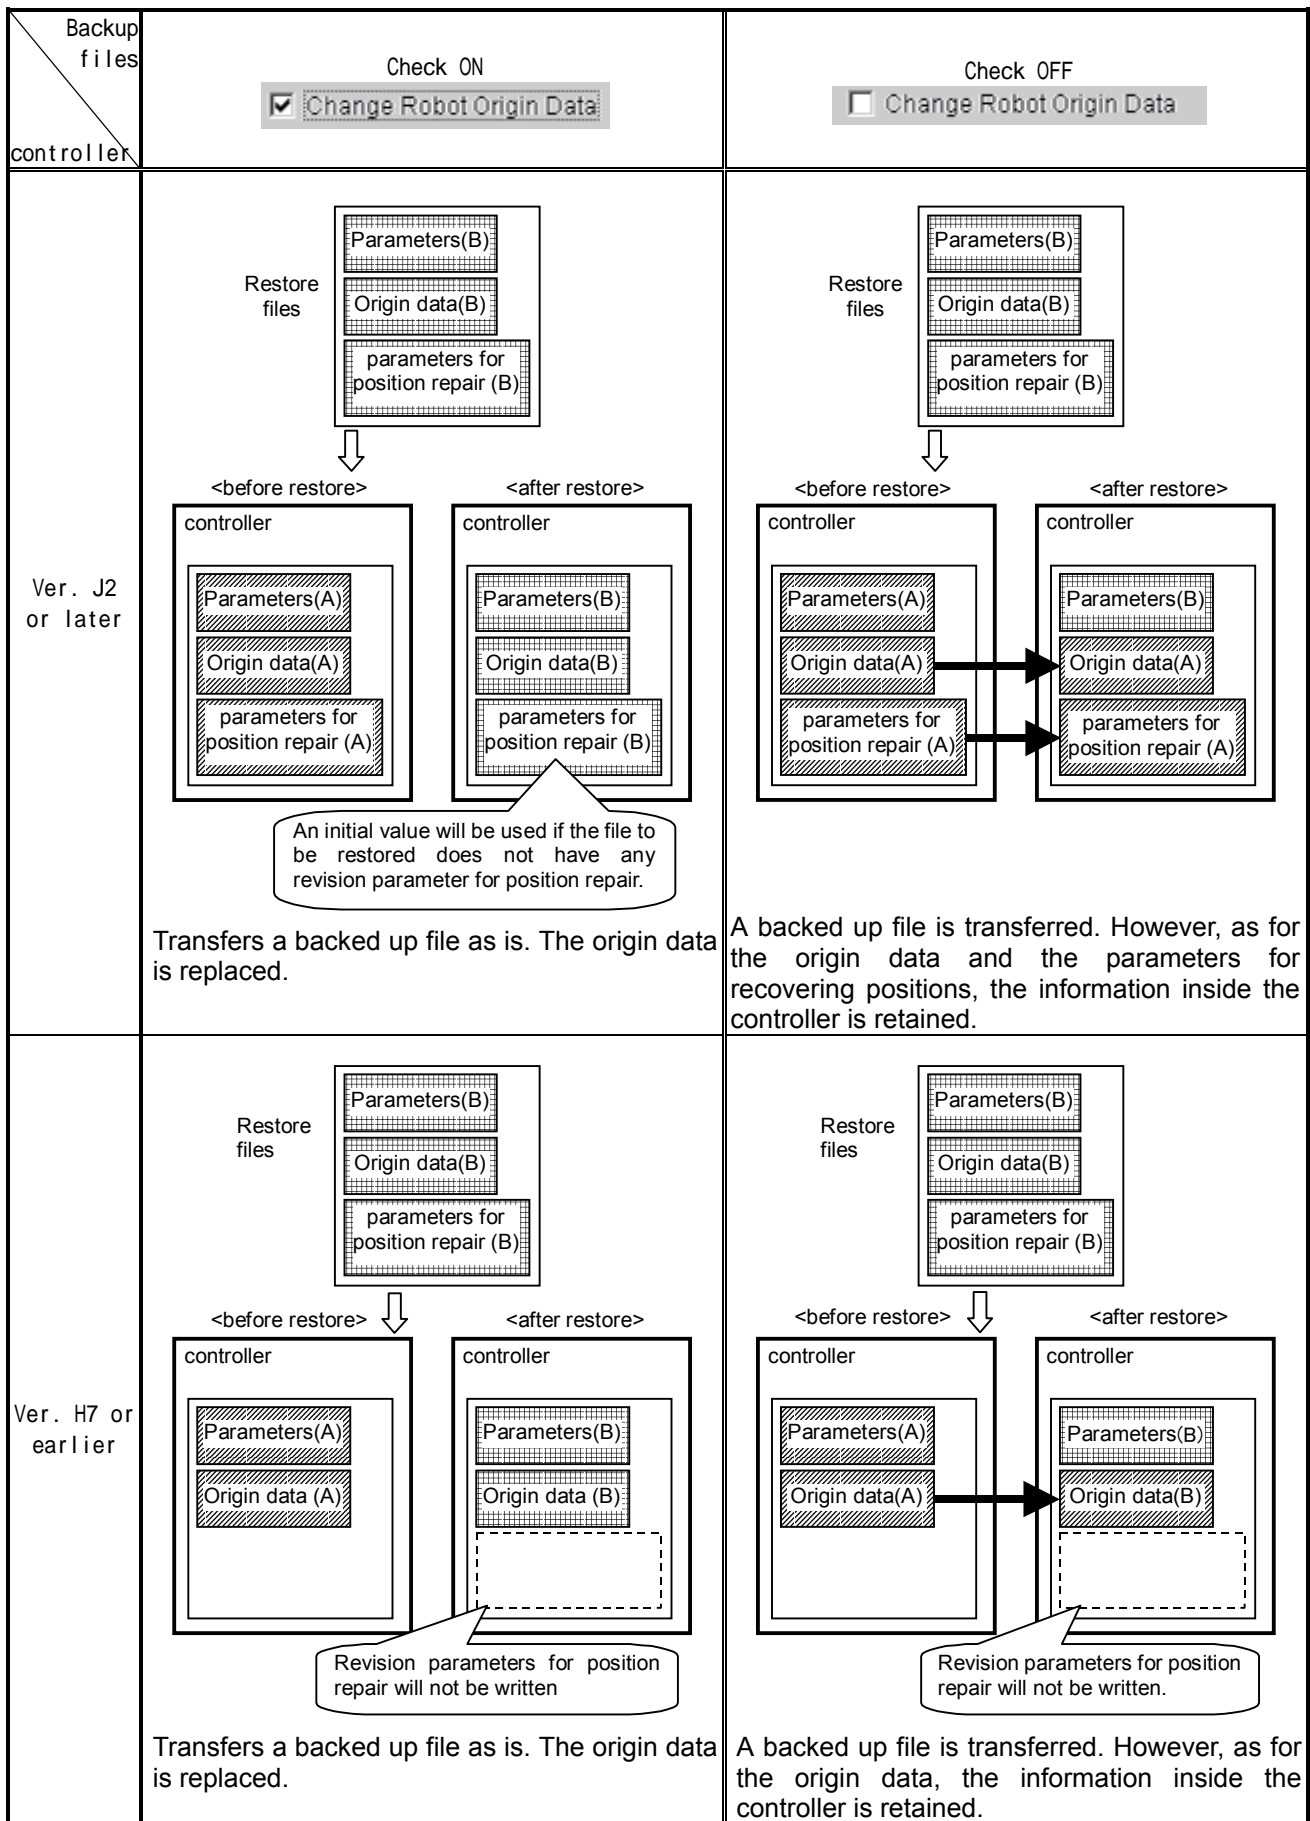 Backup
files
controller
Check ON
Change Robot Origin Data
Check OFF
Change Robot Origin Data
Ver. J2
or later
Restore
files
Parameters(B)
Origin data(B)
parameters for
position repair (B)
<before restore>
<after restore>
controller
Parameters(A)
Origin data(A)
parameters for
position repair (A)
controller
Parameters(B)
Origin data(B)
parameters for
position repair (B)
An initial value will be used if the file to
be restored does not have any
revision parameter for position repair.
Transfers a backed up file as is. The origin data
is replaced.
Restore
files
Parameters(B)
Origin data(B)
parameters for
position repair (B)
<before restore>
<after restore>
controller
Parameters(A)
Origin data(A)
parameters for
position repair (A)
controller
Parameters(B)
Origin data(A)
parameters for
position repair (A)
A backed up file is transferred. However, as for
the origin data and the parameters for
recovering positions, the information inside the
controller is retained.
Ver. H7 or
earlier
Restore
files
Parameters(B)
Origin data(B)
parameters for
position repair (B)
<before restore>
<after restore>
controller
Parameters(A)
Origin data (A)
controller
Parameters(B)
Origin data (B)
Revision parameters for position
repair will not be written
Transfers a backed up file as is. The origin data
is replaced.
Restore
files
Parameters(B)
Origin data(B)
parameters for
position repair (B)
<before restore>
<after restore>
controller
Parameters(A)
Origin data(A)
controller
Parameters(B)
Origin data(B)
Revision parameters for position
repair will not be written.
A backed up file is transferred. However, as for
the origin data, the information inside the
controller is retained.